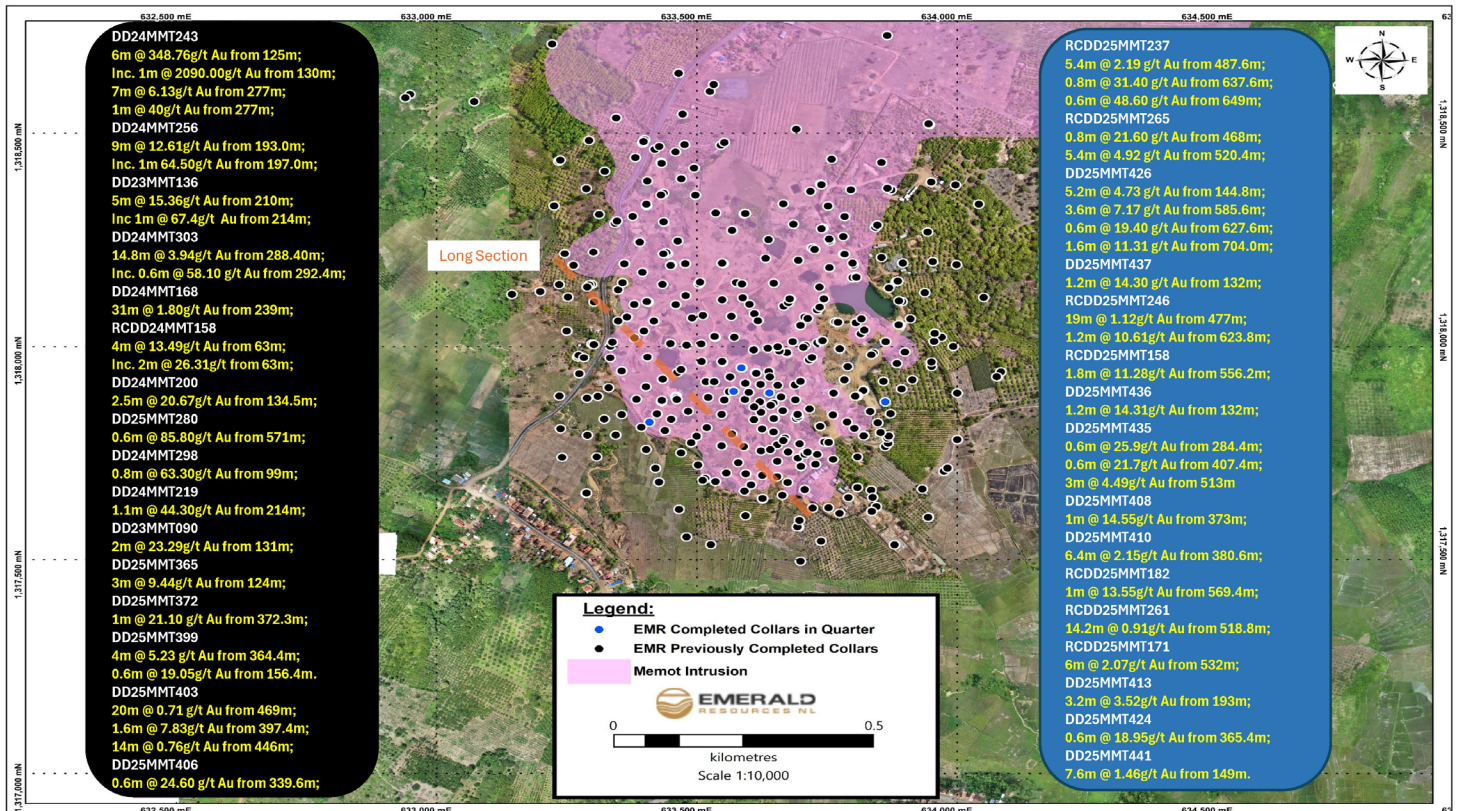 632,500 mE
633,000 mE
633,500 mE
634,000 mE
634,500 mE
63
DD24MMT243
6m @ 348.76g/t Au from 125m;
Inc. 1m @ 2090.00g/t Au from 130m;
7m @ 6.13g/t Au from 277m;
1m @ 40g/t Au from 277m;
DD24MMT256
9m @ 12.61g/t Au from 193.0m;
Inc. 1m 64.50g/t Au from 197.0m;
DD23MMT136
5m @ 15.36g/t Au from 210m;
Inc 1m @ 67.4g/t  Au from 214m;
DD24MMT303
14.8m @ 3.94g/t Au from 288.40m;
Inc. 0.6m @ 58.10 g/t Au from 292.4m;
DD24MMT168
31m @ 1.80g/t Au from 239m;
RCDD24MMT158
4m @ 13.49g/t Au from 63m;
Inc. 2m @ 26.31g/t from 63m;
DD24MMT200
2.5m @ 20.67g/t Au from 134.5m;
DD25MMT280
0.6m @ 85.80g/t Au from 571m;
DD24MMT298
0.8m @ 63.30g/t Au from 99m;
DD24MMT219
1.1m @ 44.30g/t Au from 214m;
DD23MMT090
2m @ 23.29g/t Au from 131m;
DD25MMT365
3m @ 9.44g/t Au from 124m;
DD25MMT372
1m @ 21.10 g/t Au from 372.3m;
DD25MMT399
4m @ 5.23 g/t Au from 364.4m;
0.6m @ 19.05g/t Au from 156.4m.
DD25MMT403
20m @ 0.71 g/t Au from 469m;
1.6m @ 7.83g/t Au from 397.4m;
14m @ 0.76g/t Au from 446m;
DD25MMT406
0.6m @ 24.60 g/t Au from 339.6m;
Long Section
RCDD25MMT237
5.4m @ 2.19 g/t Au from 487.6m;
0.8m @ 31.40 g/t Au from 637.6m;
0.6m @ 48.60 g/t Au from 649m;
RCDD25MMT265
0.8m @ 21.60 g/t Au from 468m;
5.4m @ 4.92 g/t Au from 520.4m;
DD25MMT426
5.2m @ 4.73 g/t Au from 144.8m;
3.6m @ 7.17 g/t Au from 585.6m;
0.6m @ 19.40 g/t Au from 627.6m;
1.6m @ 11.31 g/t Au from 704.0m;
DD25MMT437
1.2m @ 14.30 g/t Au from 132m;
RCDD25MMT246
19m @ 1.12g/t Au from 477m;
1.2m @ 10.61g/t Au from 623.8m;
RCDD25MMT158
1.8m @ 11.28g/t Au from 556.2m;
DD25MMT436
1.2m @ 14.31g/t Au from 132m;
DD25MMT435
0.6m @ 25.9g/t Au from 284.4m;
0.6m @ 21.7g/t Au from 407.4m;
3m @ 4.49g/t Au from 513m
DD25MMT408
1m @ 14.55g/t Au from 373m;
DD25MMT410
6.4m @ 2.15g/t Au from 380.6m;
RCDD25MMT182
1m @ 13.55g/t Au from 569.4m;
RCDD25MMT261
14.2m @ 0.91g/t Au from 518.8m;
RCDD25MMT171
6m @ 2.07g/t Au from 532m;
DD25MMT413
3.2m @ 3.52g/t Au from 193m;
DD25MMT424
0.6m @ 18.95g/t Au from 365.4m;
DD25MMT441
7.6m @ 1.46g/t Au from 149m.
N
W E
S
1,318,500 mN
1,318,000 mN
1,317,500 mN
1,317,000 mN
1,318,500 mN
1,318,000 mN
1,317,500 mN
Legend:
EMR Completed Collars in Quarter
EMR Previously Completed Collars
Memot Intrusion
EMERALD
RESOURCES NL
0 0.5
kilometres
Scale 1:10,000
632,500 mE
633,000 mE
633,500 mE
634,000 mE
634,500 mE
63